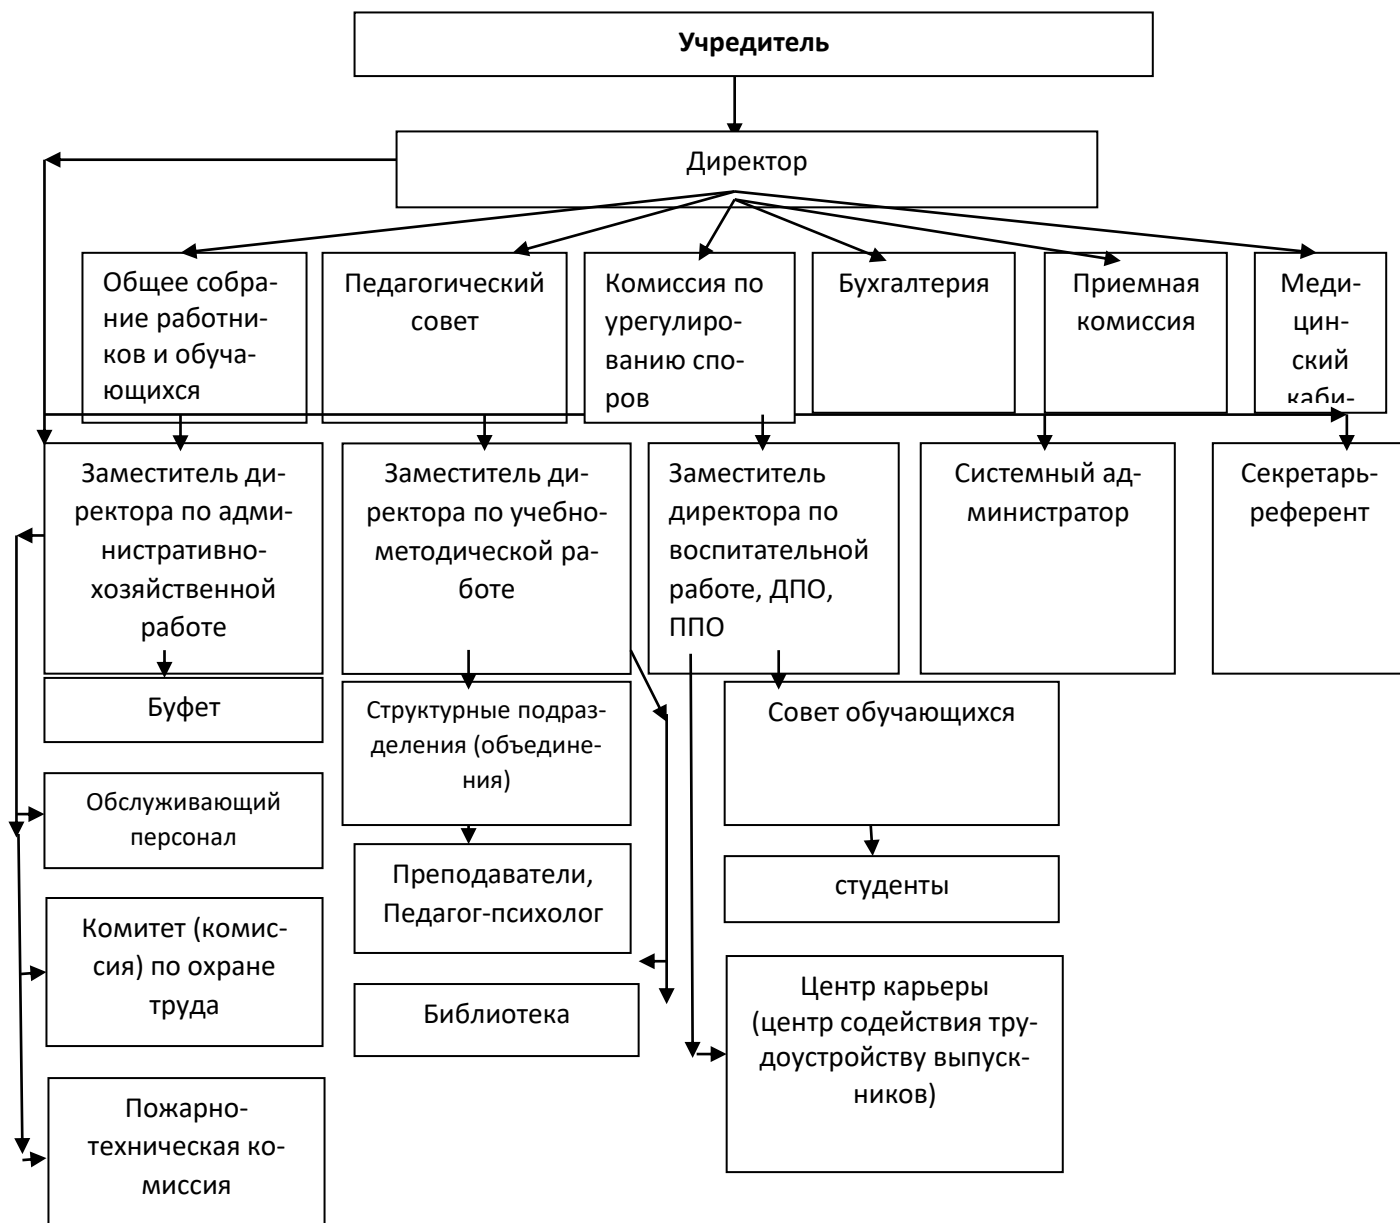 Учредитель
Директор
Общее собра-
ние работни-
ков и обуча-
ющихся
Педагогический
совет
Комиссия по
урегулиро-
ванию спо-
ров
Бухгалтерия
Приемная
комиссия
Меди-
цин-
ский
каби-
Заместитель ди-
ректора по адми-
нистративно-
хозяйственной
работе
Заместитель ди-
ректора по учебно-
методической ра-
боте
Заместитель
директора по
воспитательной
работе, ДПО,
ППО
Системный ад-
министратор
Секретарь-
референт
Буфет
Структурные подраз-
деления (объедине-
ния)
Совет обучающихся
Обслуживающий
персонал
Преподаватели,
Педагог-психолог
студенты
Комитет (комис-
сия) по охране
труда
Библиотека
Центр карьеры
(центр содействия тру-
доустройству выпуск-
ников)
Пожарно-
техническая ко-
миссия